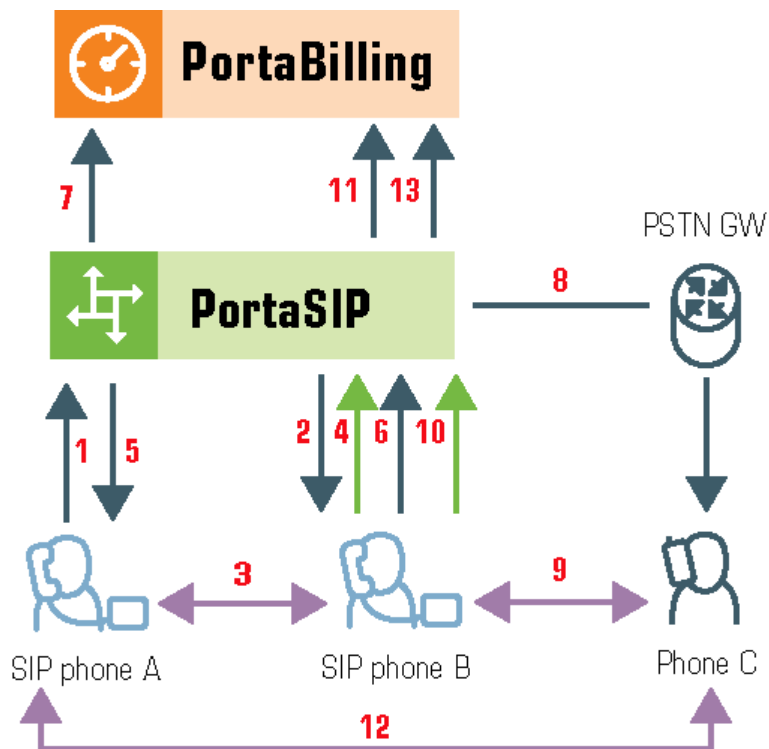 PortaBilling
7
11
13
PSTN GW
PortaSIP
8
1
5
2
4
6
10
3
9
SIP phone A
SIP phone B
Phone C
12